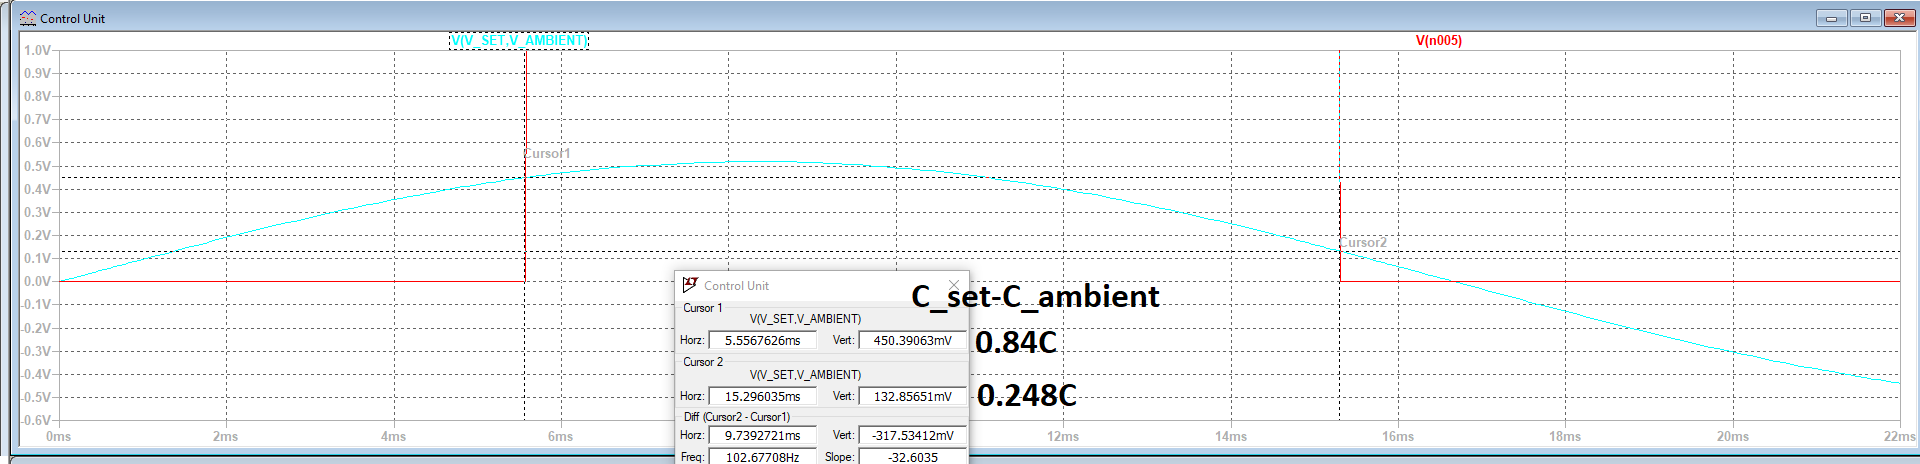 Control Unit
V(V_SET,V_AMBIENT)
V(n005)
1.0V
0.9V
0.8V
0.7V
0.6V
0.5V
0.4V
0.3V
0.2V
0.1V
0.0V
-0.1V
-0.2V
-0.3V
-0.4V
-0.5V
-0.6V
Cursor1
Cursor2
0ms 2ms 4ms 6ms 12ms 14ms 16ms 18ms 20ms 22ms
Control Unit
C_set-C_ambient
Cursor 1
V(V_SET,V_AMBIENT)
Horz: 5.5567626ms Vert: 450.39063mV 0.84C
Cursor 2
V(V_SET,V_AMBIENT)
Horz: 15.296035ms Vert: 132.85651mV 0.248C
Diff (Cursor2 - Cursor1)
Horz: 9.7392721ms Vert: -317.53412mV
Freq: 102.67708Hz Slope: -32.6035